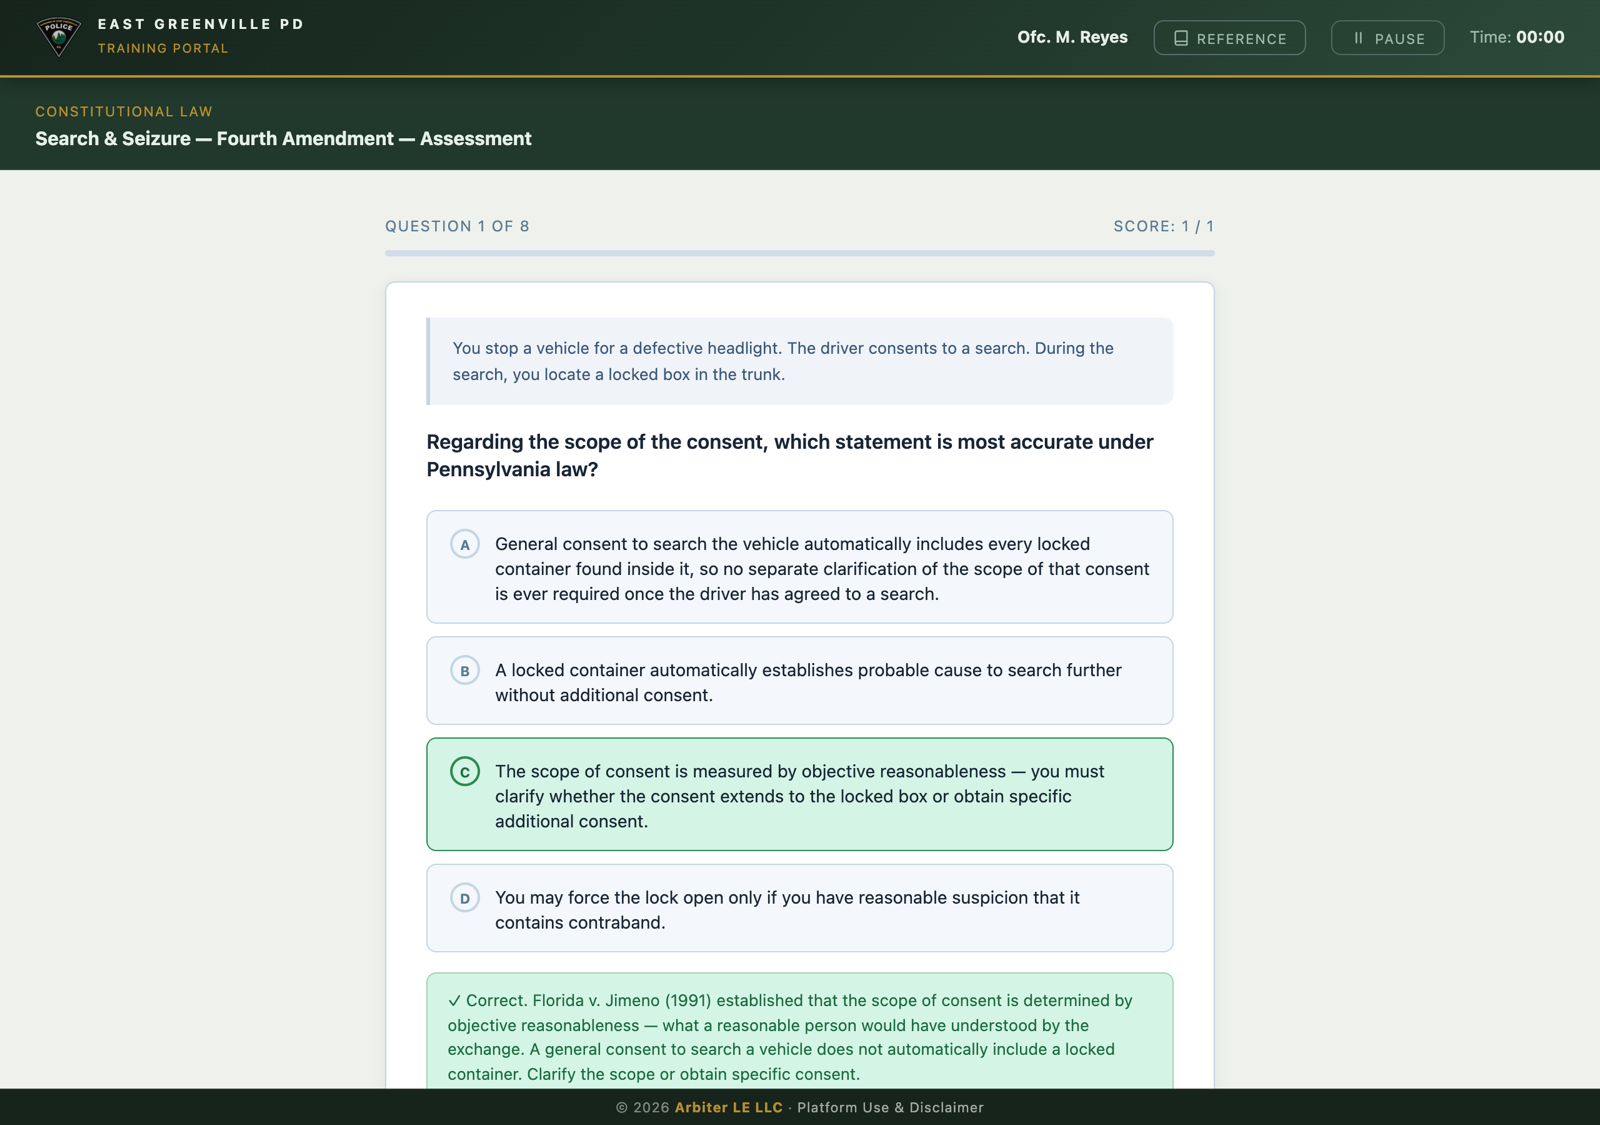 POLICE
EAST GREENVILLE PD
TRAINING PORTAL
Ofc. M. Reyes
REFERENCE
PAUSE
Time: 00:00
CONSTITUTIONAL LAW
Search & Seizure — Fourth Amendment — Assessment
QUESTION 1 OF 8
SCORE: 1 / 1
You stop a vehicle for a defective headlight. The driver consents to a search. During the
search, you locate a locked box in the trunk.
Regarding the scope of the consent, which statement is most accurate under
Pennsylvania law?
A
General consent to search the vehicle automatically includes every locked
container found inside it, so no separate clarification of the scope of that consent
is ever required once the driver has agreed to a search.
B
A locked container automatically establishes probable cause to search further
without additional consent.
C
The scope of consent is measured by objective reasonableness — you must
clarify whether the consent extends to the locked box or obtain specific
additional consent.
D
You may force the lock open only if you have reasonable suspicion that it
contains contraband.
✓ Correct. Florida v. Jimeno (1991) established that the scope of consent is determined by
objective reasonableness — what a reasonable person would have understood by the
exchange. A general consent to search a vehicle does not automatically include a locked
container. Clarify the scope or obtain specific consent.
© 2026 Arbiter LE LLC · Platform Use & Disclaimer